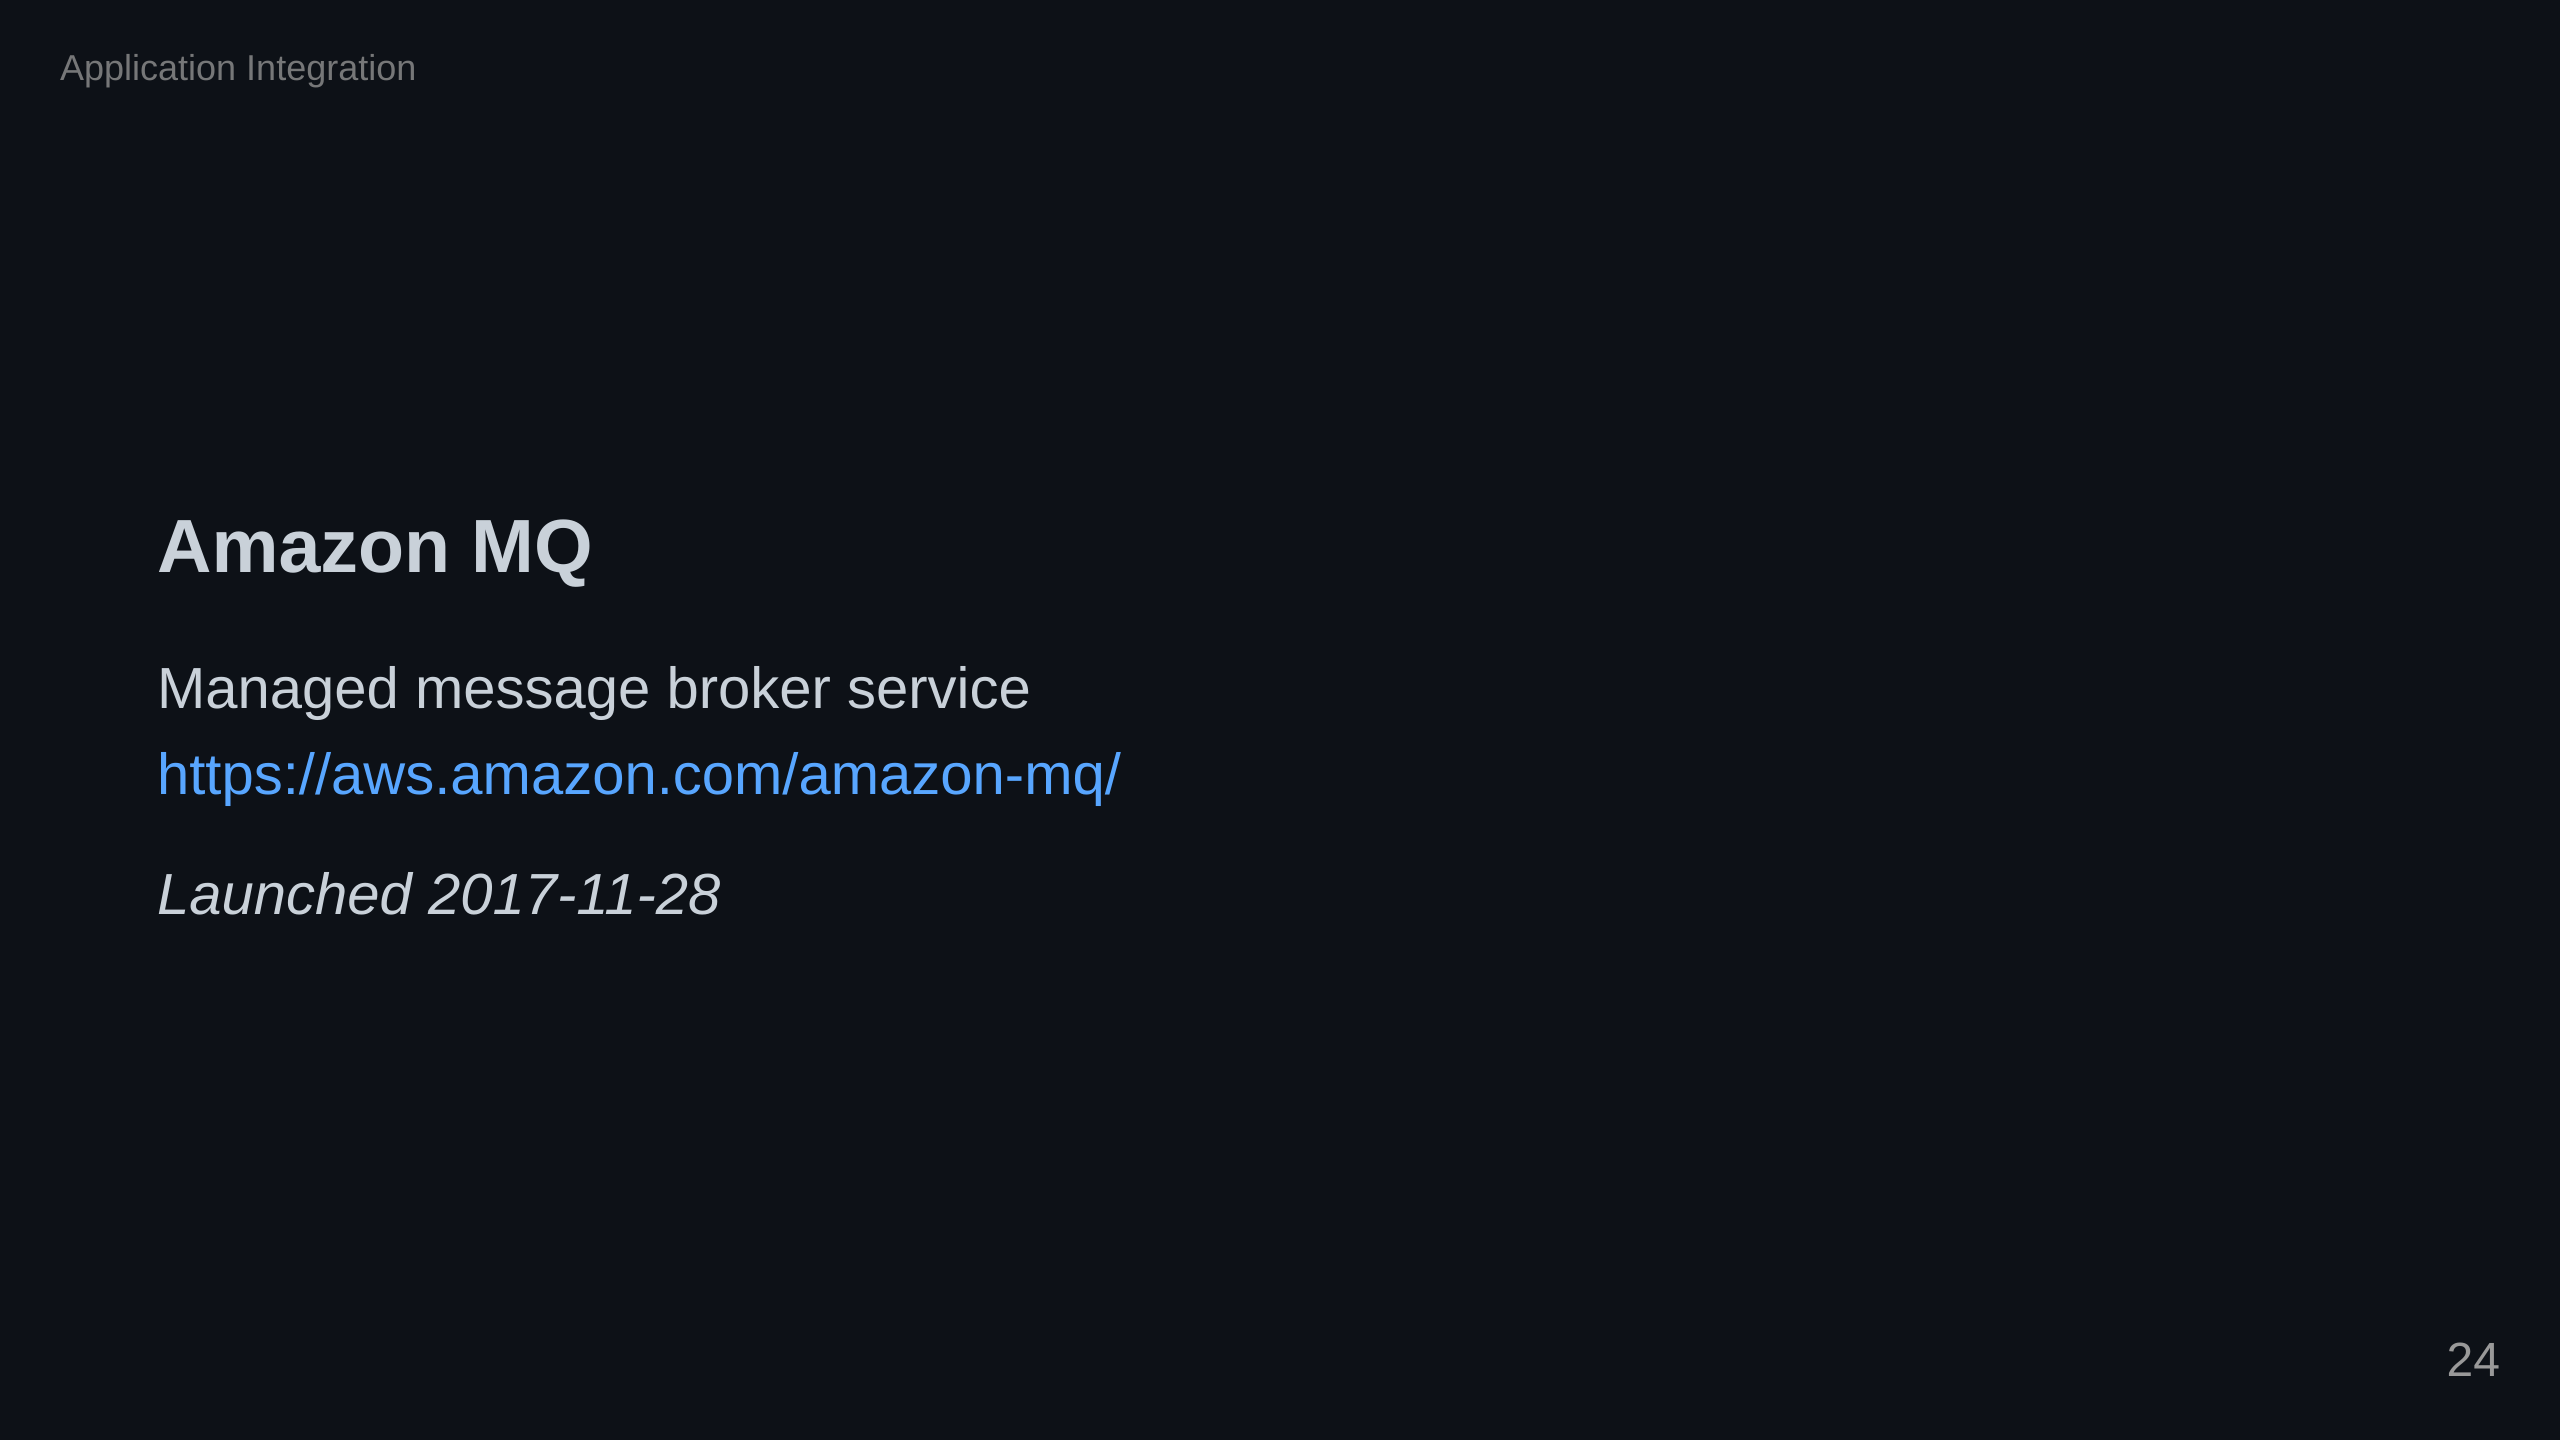 Application Integration
Amazon MQ
Managed message broker service
https://aws.amazon.com/amazon-mq/
Launched 2017-11-28
24